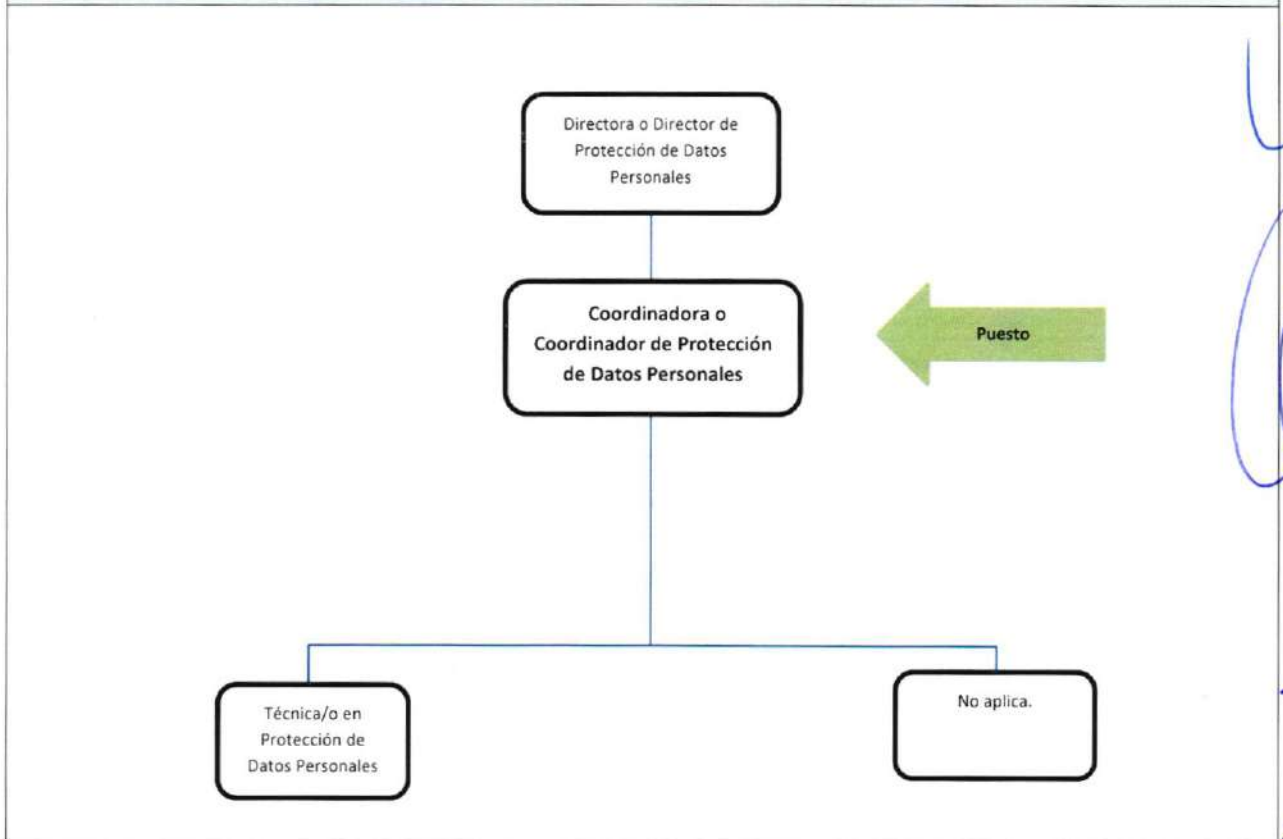 Directora o Director de
Protección de Datos
Personales
Coordinadora o
Coordinador de Protección
de Datos Personales
Puesto
Técnica/o en
Protección de
Datos Personales
No aplica.